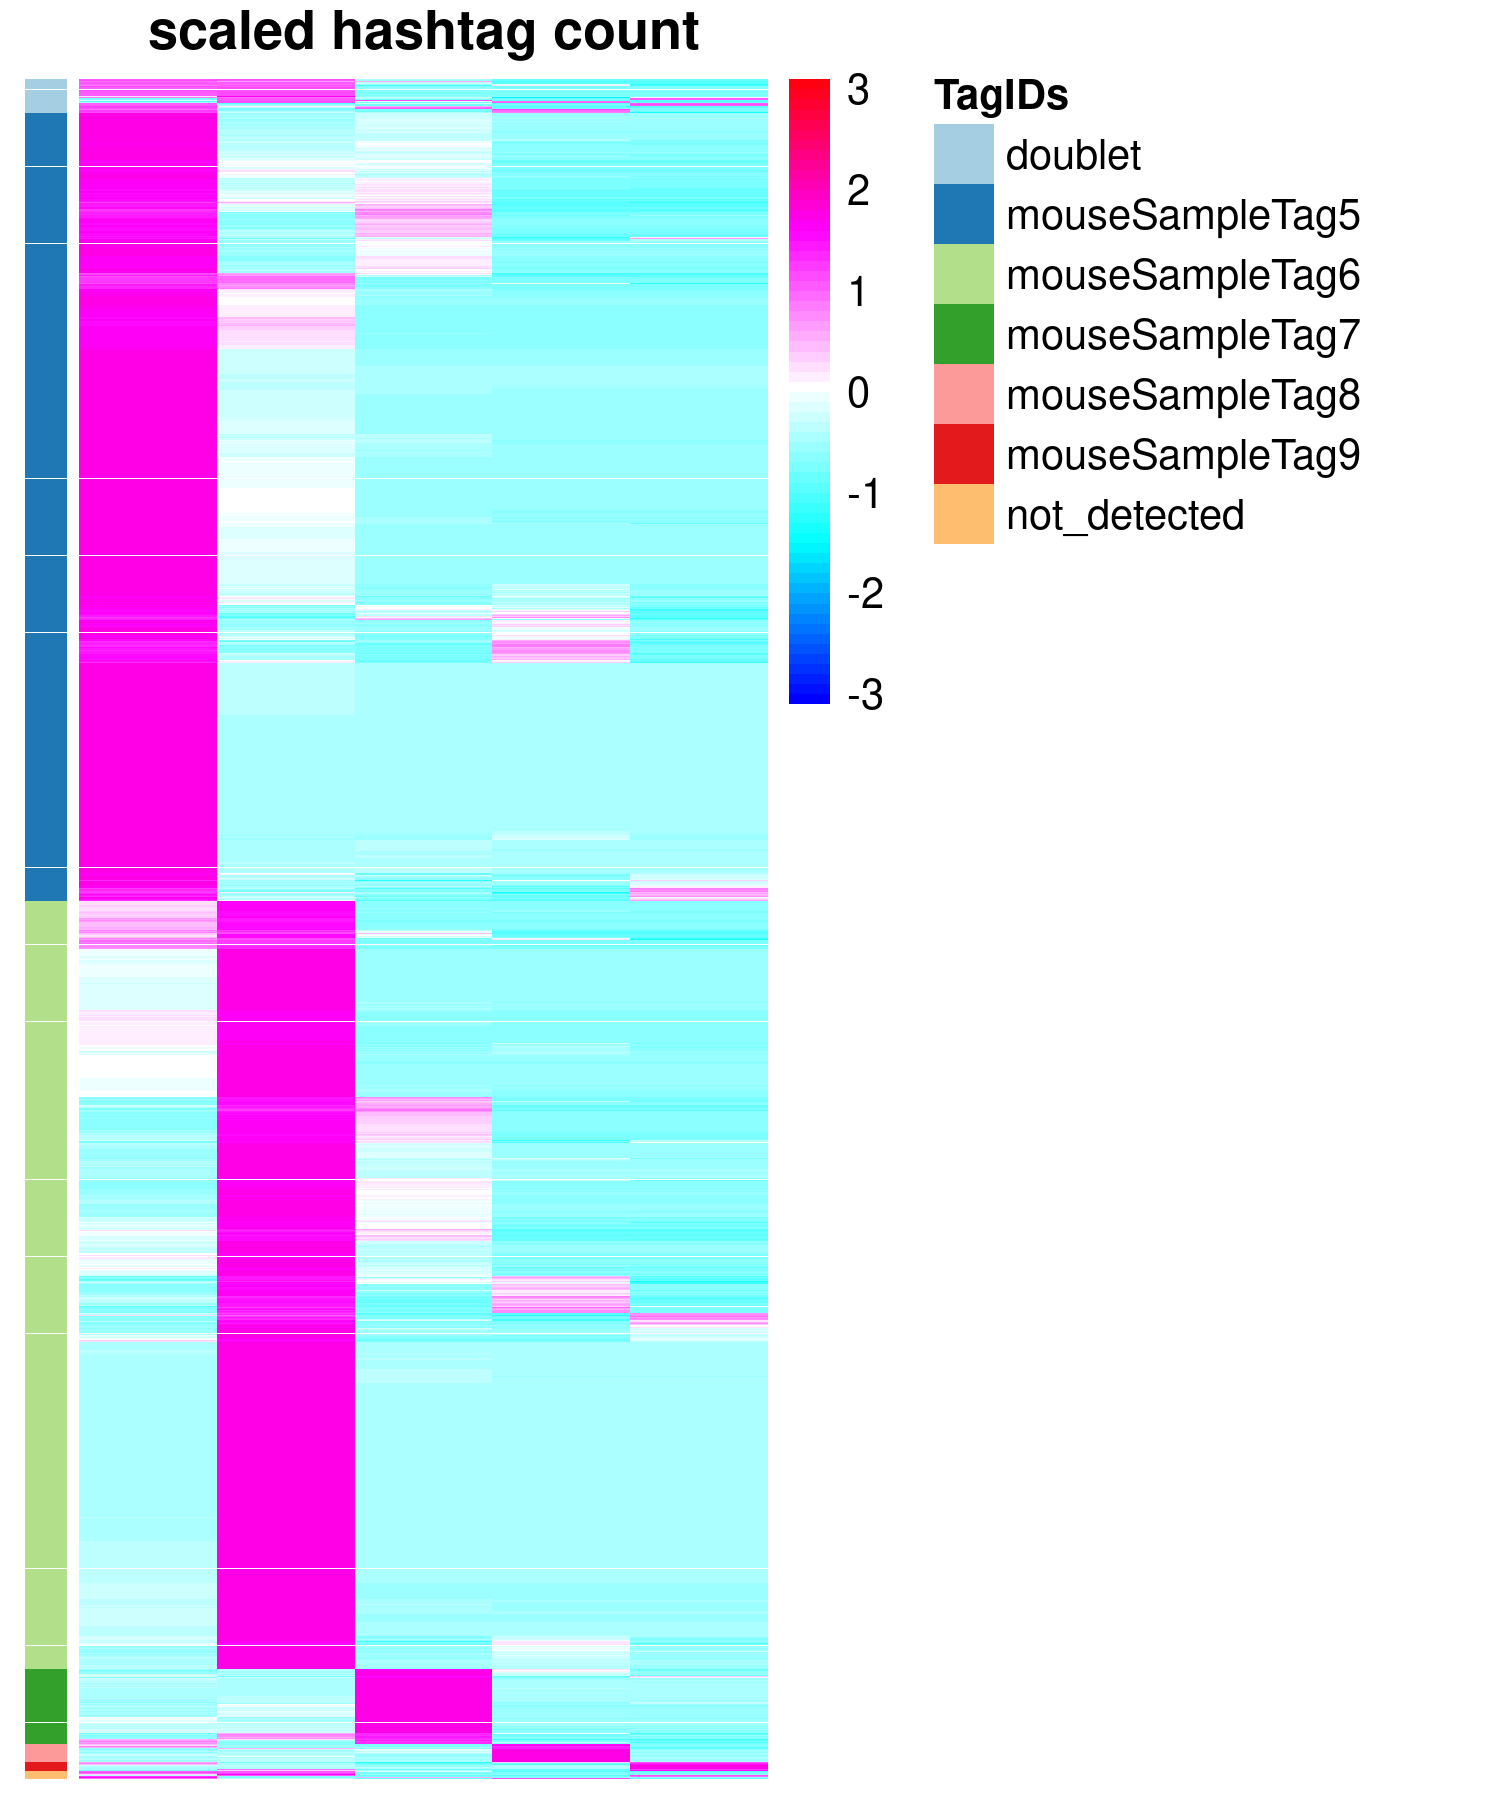 scaled hashtag count
3
2
1
0
-1
-2
-3
TagIDs
doublet
mouseSampleTag5
mouseSampleTag6
mouseSampleTag7
mouseSampleTag8
mouseSampleTag9
not_detected